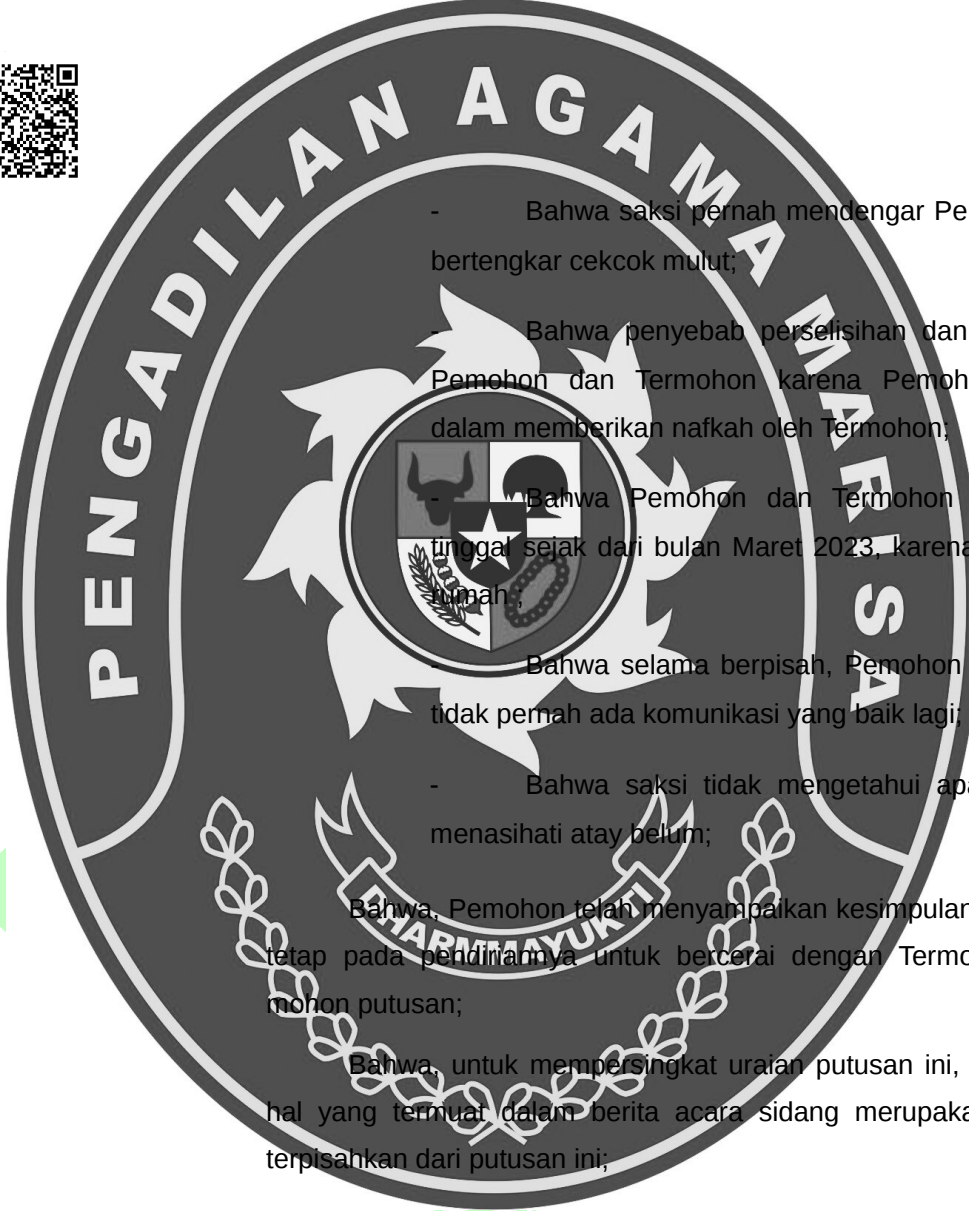 PENGADILAN AGAMA MARISA
- Bahwa saksi pernah mendengar Pe
bertengkar cekcok mulut;
- Bahwa penyebab perselisihan dan
Pemohon dan Termohon karena Pemoh
dalam memberikan nafkah oleh Termohon;
- Bahwa Pemohon dan Termohon
tinggal sejak dari bulan Maret 2023, karena
rumah ;
- Bahwa selama berpisah, Pemohon
tidak pernah ada komunikasi yang baik lagi;
- Bahwa saksi tidak mengetahui apa
menasihati atay belum;
DHARMMAYUKTI
Bahwa, Pemohon telah menyampaikan kesimpulan
tetap pada pendiriannya untuk bercerai dengan Termo
mohon putusan;
Bahwa, untuk mempersingkat uraian putusan ini,
hal yang termuat dalam berita acara sidang merupaka
terpisahkan dari putusan ini;